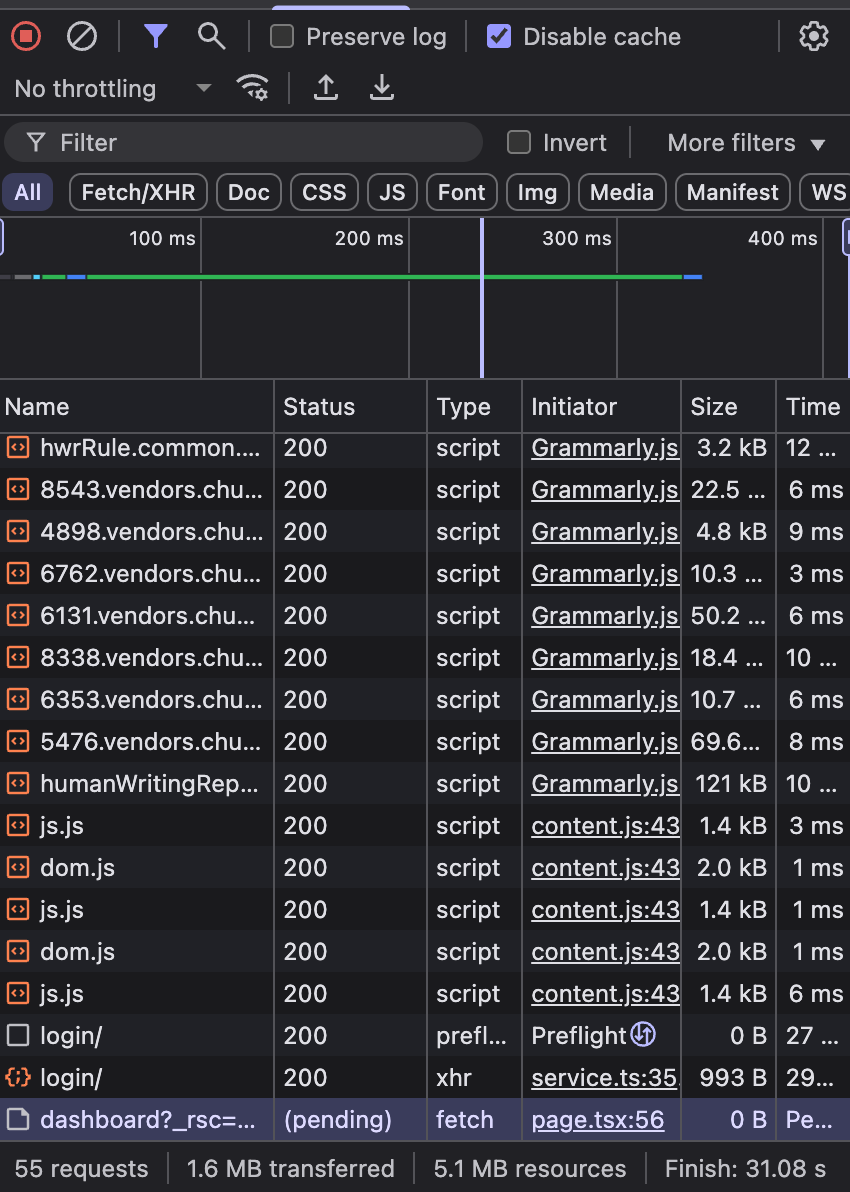 Preserve log Disable cache
No throttling
Filter Invert More filters
All Fetch/XHR Doc CSS JS Font Img Media Manifest WS
100 ms 200 ms 300 ms 400 ms
Name Status Type Initiator Size Time
hwrRule.common.... 200 script Grammarly.js 3.2 kB 12 ...
8543.vendors.chu... 200 script Grammarly.js 22.5 ... 6 ms
4898.vendors.chu... 200 script Grammarly.js 4.8 kB 9 ms
6762.vendors.chu... 200 script Grammarly.js 10.3 ... 3 ms
6131.vendors.chu... 200 script Grammarly.js 50.2 ... 6 ms
8338.vendors.chu... 200 script Grammarly.js 18.4 ... 10 ...
6353.vendors.chu... 200 script Grammarly.js 10.7 ... 6 ms
5476.vendors.chu... 200 script Grammarly.js 69.6... 8 ms
humanWritingRep... 200 script Grammarly.js 121 kB 10 ...
js.js 200 script content.js:43 1.4 kB 3 ms
dom.js 200 script content.js:43 2.0 kB 1 ms
js.js 200 script content.js:43 1.4 kB 1 ms
dom.js 200 script content.js:43 2.0 kB 1 ms
js.js 200 script content.js:43 1.4 kB 6 ms
login/ 200 prefl... Preflight 0 B 27 ...
login/ 200 xhr service.ts:35 993 B 29...
dashboard?_rsc=... (pending) fetch page.tsx:56 0 B Pe...
55 requests 1.6 MB transferred 5.1 MB resources Finish: 31.08 s